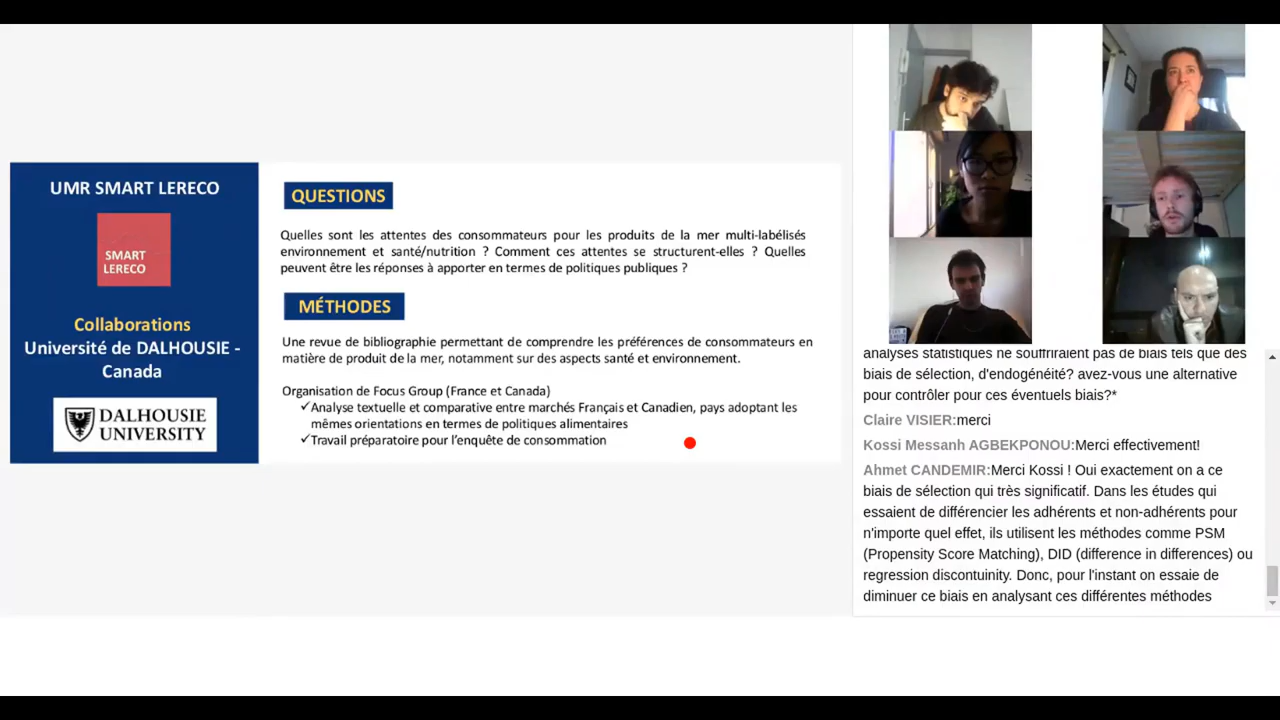 UMR SMART LERECO
SMART
LERECO
Collaborations
Université de DALHOUSIE -
Canada
DALHOUSIE
UNIVERSITY
QUESTIONS
Quelles sont les attentes des consommateurs pour les produits de la mer multi-labélisés
environnement et santé/nutrition ? Comment ces attentes se structurent-elles ? Quelles
peuvent être les réponses à apporter en termes de politiques publiques ?
MÉTHODES
Une revue de bibliographie permettant de comprendre les préférences de consommateurs en
matière de produit de la mer, notamment sur des aspects santé et environnement.
Organisation de Focus Group (France et Canada)
✓Analyse textuelle et comparative entre marchés Français et Canadien, pays adoptant les
mêmes orientations en termes de politiques alimentaires
✓Travail préparatoire pour l'enquête de consommation
analyses statistiques ne souffriraient pas de biais tels que des
biais de sélection, d'endogénéité? avez-vous une alternative
pour contrôler pour ces éventuels biais?*
Claire VISIER:merci
Kossi Messanh AGBEKPONOU:Merci effectivement!
Ahmet CANDEMIR:Merci Kossi ! Oui exactement on a ce
biais de sélection qui très significatif. Dans les études qui
essaient de différencier les adhérents et non-adhérents pour
n'importe quel effet, ils utilisent les méthodes comme PSM
(Propensity Score Matching), DID (difference in differences) ou
regression discontuinity. Donc, pour l'instant on essaie de
diminuer ce biais en analysant ces différentes méthodes